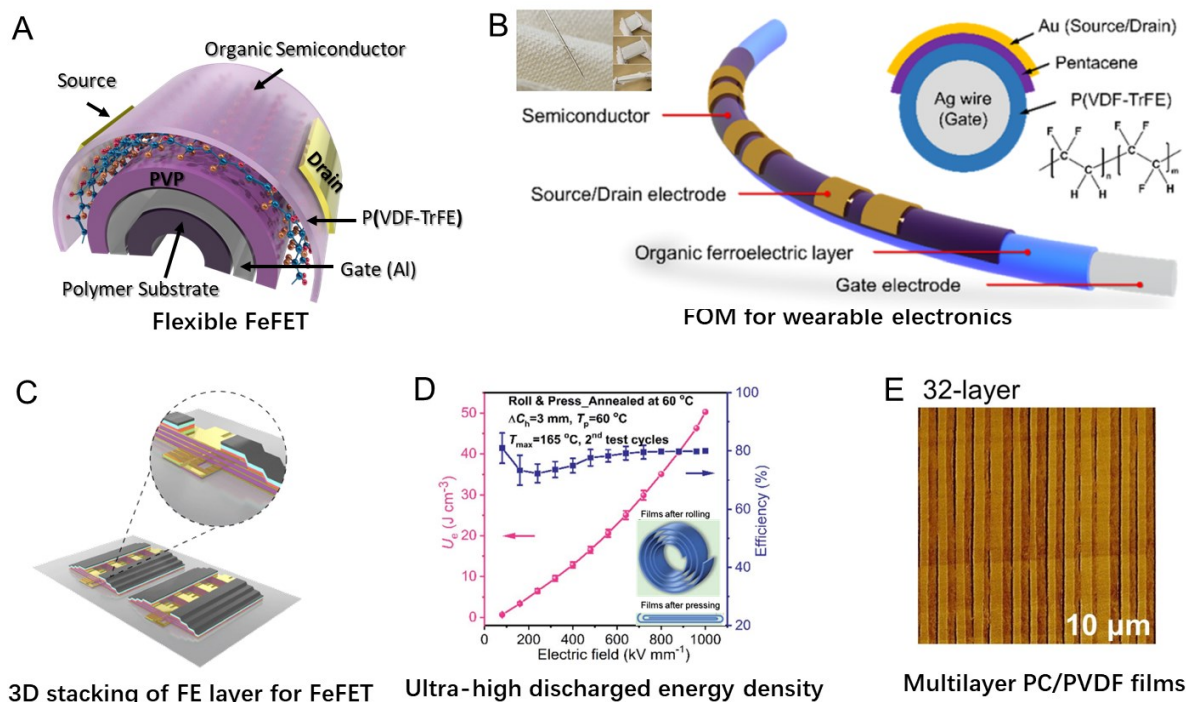 A
Organic Semiconductor
Source
Drain
PVP
P(VDF-TrFE)
Gate (Al)
Polymer Substrate
Flexible FeFET
B
Semiconductor
Source/Drain electrode
Organic ferroelectric layer
Gate electrode
Au (Source/Drain)
Pentacene
P(VDF-TrFE)
Ag wire
(Gate)
F F F
C C
C C
H H F H
n m
FOM for wearable electronics
C
3D stacking of FE layer for FeFET
D
Roll & Press_Annealed at 60 °C
ΔCh=3 mm, Tp=60 °C
Tmax=165 °C, 2nd test cycles
Ue (J cm-3)
50
40
30
20
10
0
100
80
60
40
20
Efficiency (%)
Films after rolling
Films after pressing
0 200 400 600 800 1000
Electric field (kV mm-1)
Ultra-high discharged energy density
E
32-layer
10 µm
Multilayer PC/PVDF films